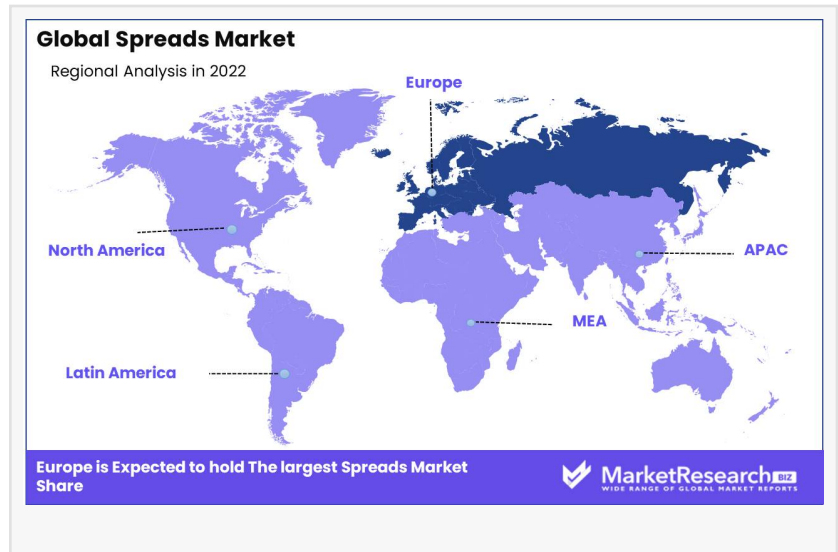 Global Spreads Market
Regional Analysis in 2022
Europe
North America
APAC
MEA
Latin America
Europe is Expected to hold The largest Spreads Market
Share
MarketResearch BIZ
WIDE RANGE OF GLOBAL MARKET REPORTS